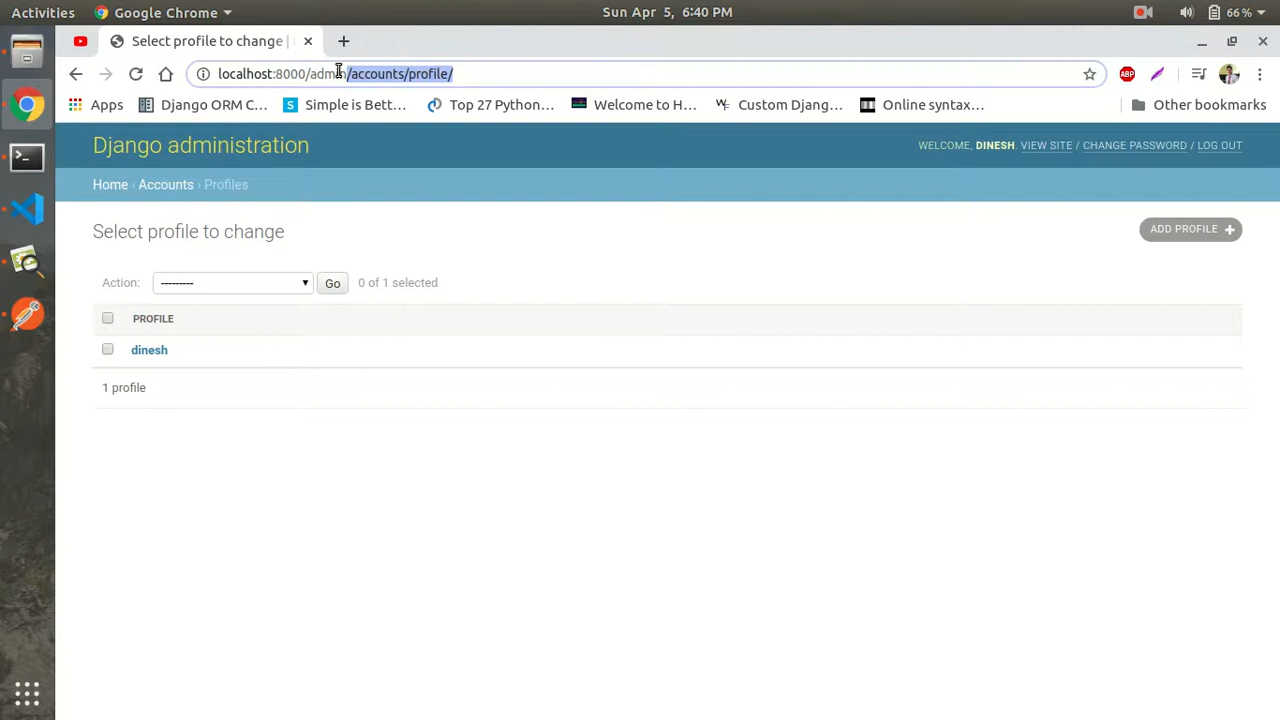 Activities Google Chrome Sun Apr 5, 6:40 PM 66%
Select profile to change |
localhost:8000/admin/accounts/profile/ ABP
Apps Django ORM C... S Simple is Bett... Top 27 Python... Welcome to H... Custom Djang... Online syntax... Other bookmarks
Django administration WELCOME, DINESH. VIEW SITE / CHANGE PASSWORD / LOG OUT
Home › Accounts › Profiles
Select profile to change ADD PROFILE +
Action: --------- Go 0 of 1 selected
PROFILE
dinesh
1 profile